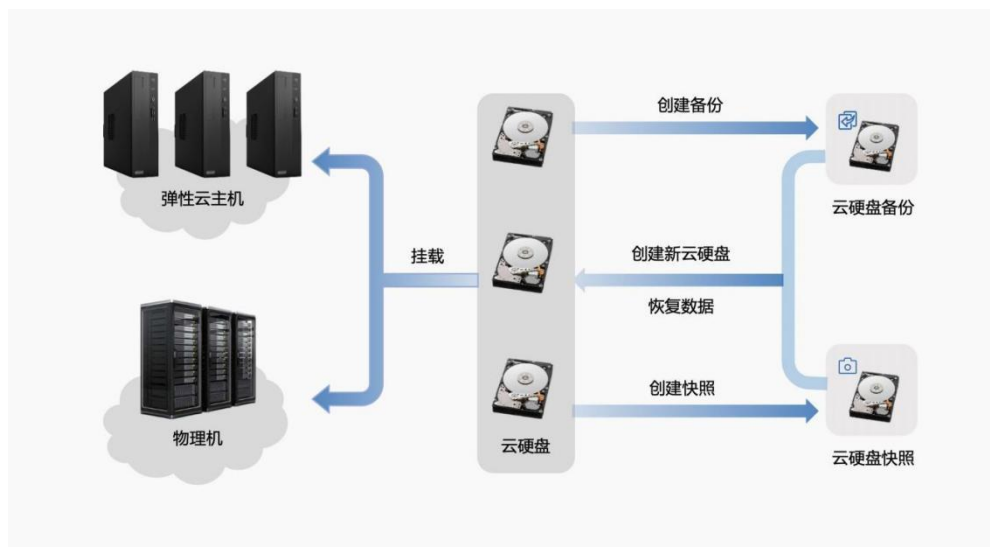 创建备份
弹性云主机
云硬盘备份
挂载
创建新云硬盘
恢复数据
创建快照
物理机
云硬盘
云硬盘快照